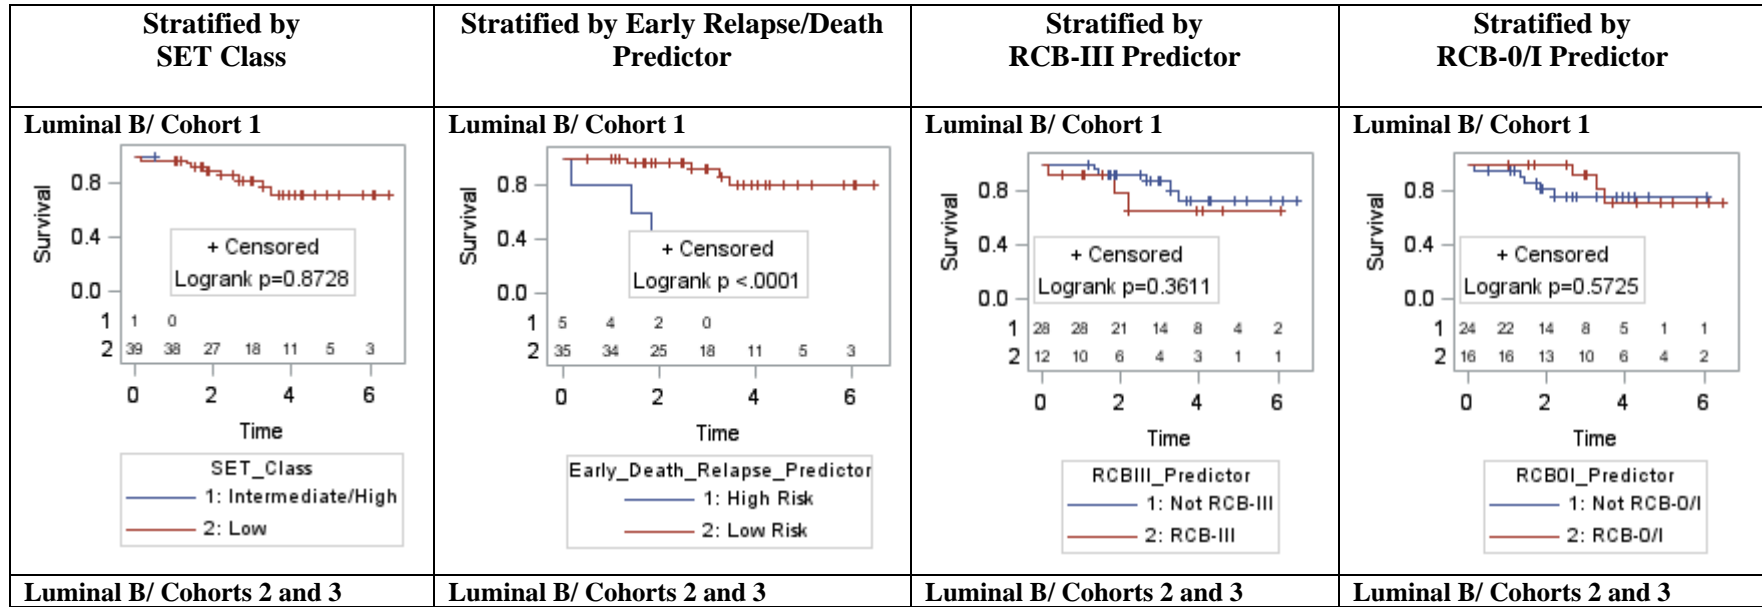 Stratified by
SET Class
Stratified by Early Relapse/Death
Predictor
Stratified by
RCB-III Predictor
Stratified by
RCB-0/I Predictor
Luminal B/ Cohort 1
Survival
0.8
0.4
0.0
+ Censored
Logrank p=0.8728
1 1 0
2 39 38 27 18 11 5 3
0 2 4 6
Time
SET_Class
1: Intermediate/High
2: Low
Luminal B/ Cohort 1
Survival
0.8
0.4
0.0
+ Censored
Logrank p <.0001
1 5 4 2 0
2 35 34 25 18 11 5 3
0 2 4 6
Time
Early_Death_Relapse_Predictor
1: High Risk
2: Low Risk
Luminal B/ Cohort 1
Survival
0.8
0.4
0.0
+ Censored
Logrank p=0.3611
1 28 28 21 14 8 4 2
2 12 10 6 4 3 1 1
0 2 4 6
Time
RCBIII_Predictor
1: Not RCB-III
2: RCB-III
Luminal B/ Cohort 1
Survival
0.8
0.4
0.0
+ Censored
Logrank p=0.5725
1 24 22 14 8 5 1 1
2 16 16 13 10 6 4 2
0 2 4 6
Time
RCB0I_Predictor
1: Not RCB-0/I
2: RCB-0/I
Luminal B/ Cohorts 2 and 3
Luminal B/ Cohorts 2 and 3
Luminal B/ Cohorts 2 and 3
Luminal B/ Cohorts 2 and 3